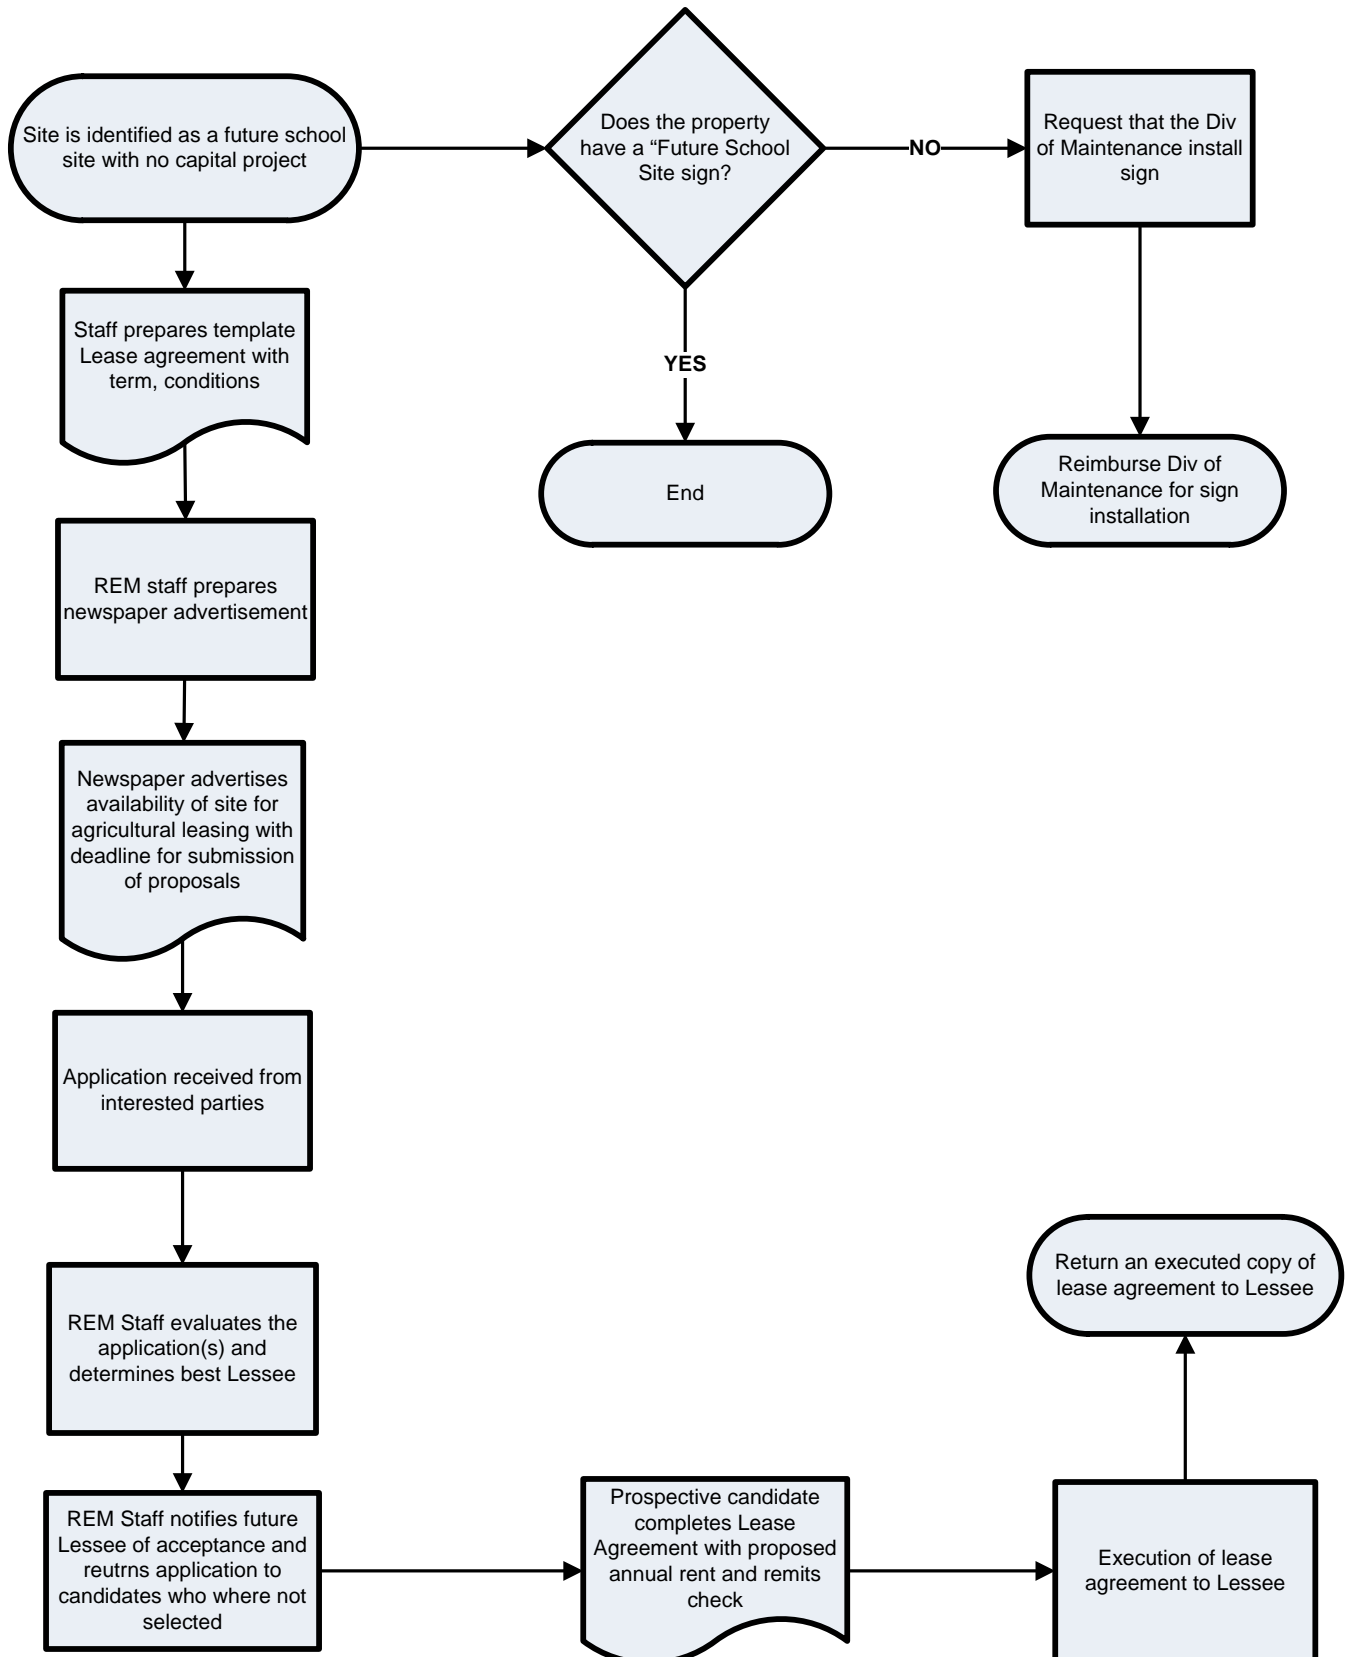 Site is identified as a future school
site with no capital project
Does the property
have a “Future School
Site sign?
NO
Request that the Div
of Maintenance install
sign
Staff prepares template
Lease agreement with
term, conditions
YES
End
Reimburse Div of
Maintenance for sign
installation
REM staff prepares
newspaper advertisement
Newspaper advertises
availability of site for
agricultural leasing with
deadline for submission
of proposals
Application received from
interested parties
REM Staff evaluates the
application(s) and
determines best Lessee
Return an executed copy of
lease agreement to Lessee
REM Staff notifies future
Lessee of acceptance and
reutrns application to
candidates who where not
selected
Prospective candidate
completes Lease
Agreement with proposed
annual rent and remits
check
Execution of lease
agreement to Lessee